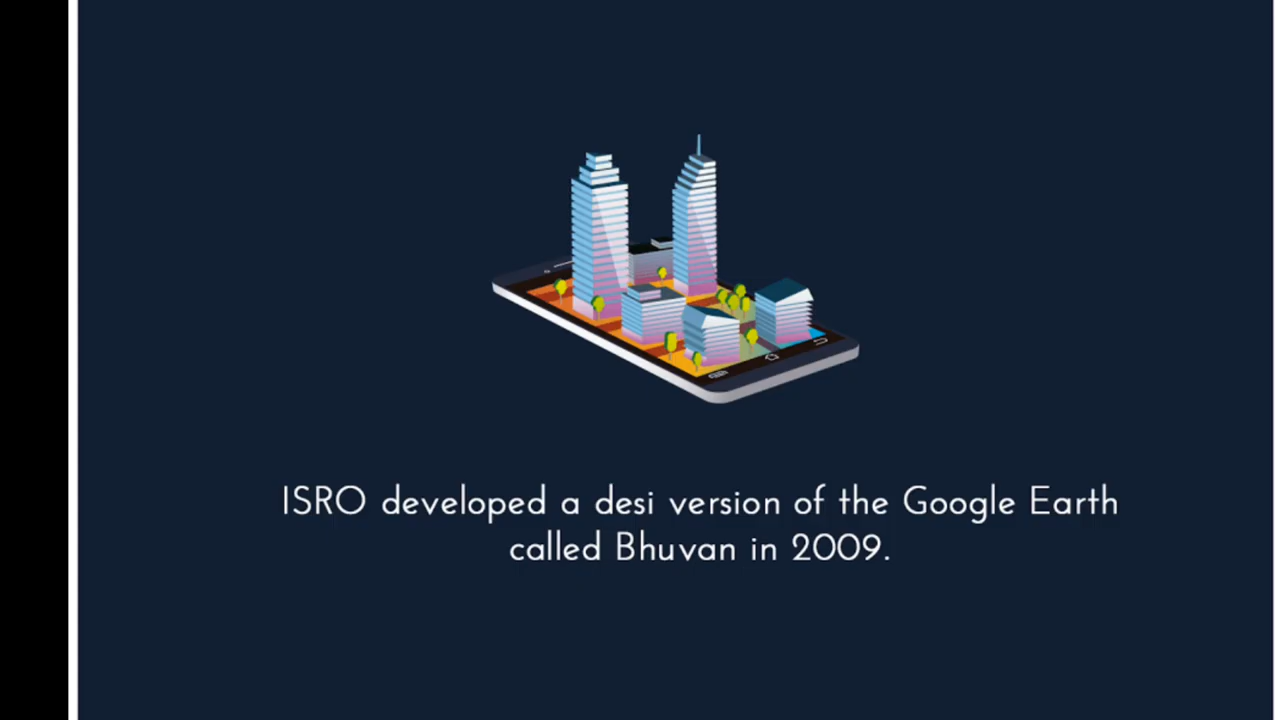 ISRO developed a desi version of the Google Earth
called Bhuvan in 2009.